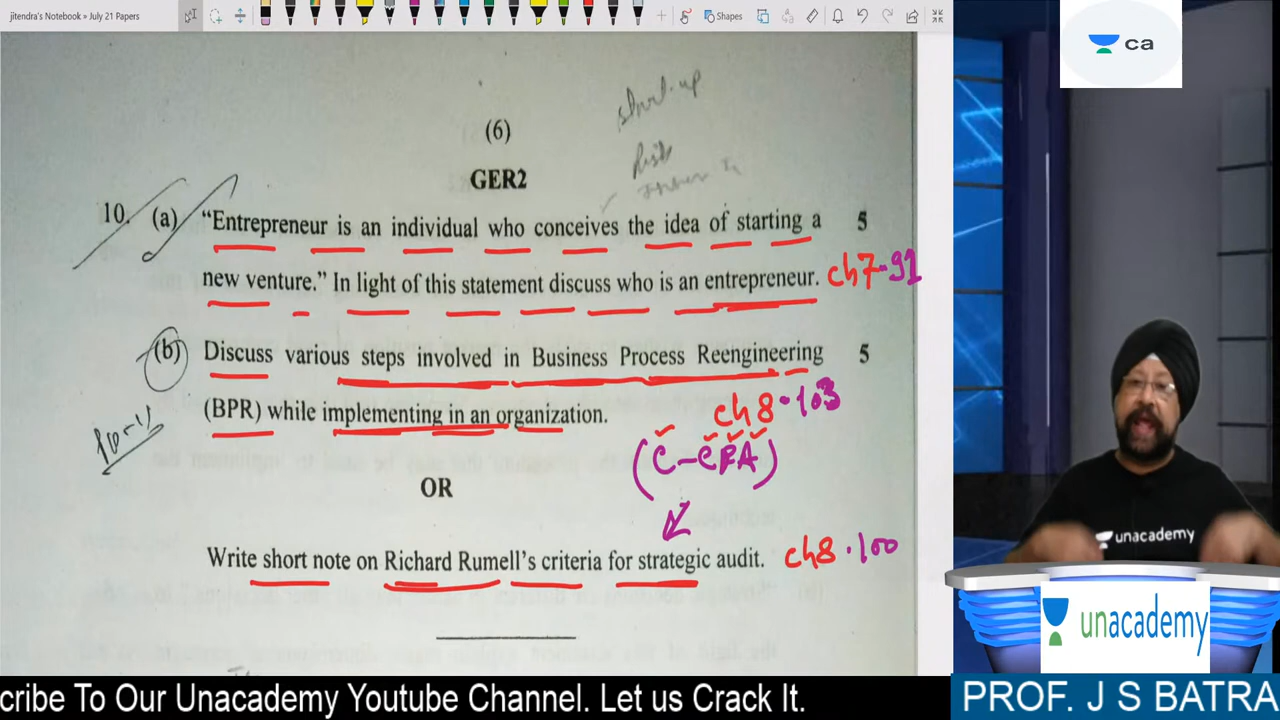 jitendra's Notebook » July 21 Papers
Shapes
ca
start-up
(6)
GER2
10. (a) "Entrepreneur is an individual who conceives the idea of starting a 5
new venture." In light of this statement discuss who is an entrepreneur. ch7-91
(b) Discuss various steps involved in Business Process Reengineering 5
(BPR) while implementing in an organization. ch8-103
OR
Write short note on Richard Rumell's criteria for strategic audit. ch8-100
unacademy
unacademy
cribe To Our Unacademy Youtube Channel. Let us Crack It.
PROF. J S BATRA